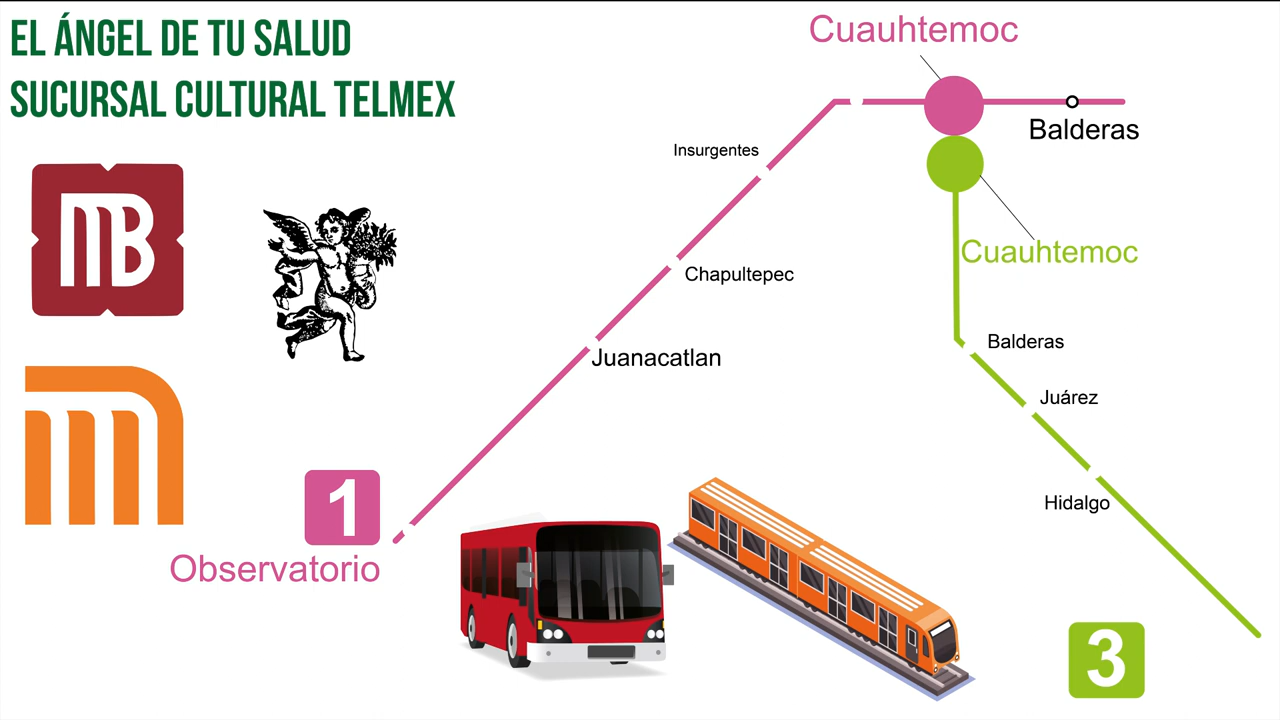 EL ÁNGEL DE TU SALUD
SUCURSAL CULTURAL TELMEX
Cuauhtemoc
Balderas
Insurgentes
Cuauhtemoc
Chapultepec
Balderas
Juanacatlan
Juárez
MB
Hidalgo
1
Observatorio
3